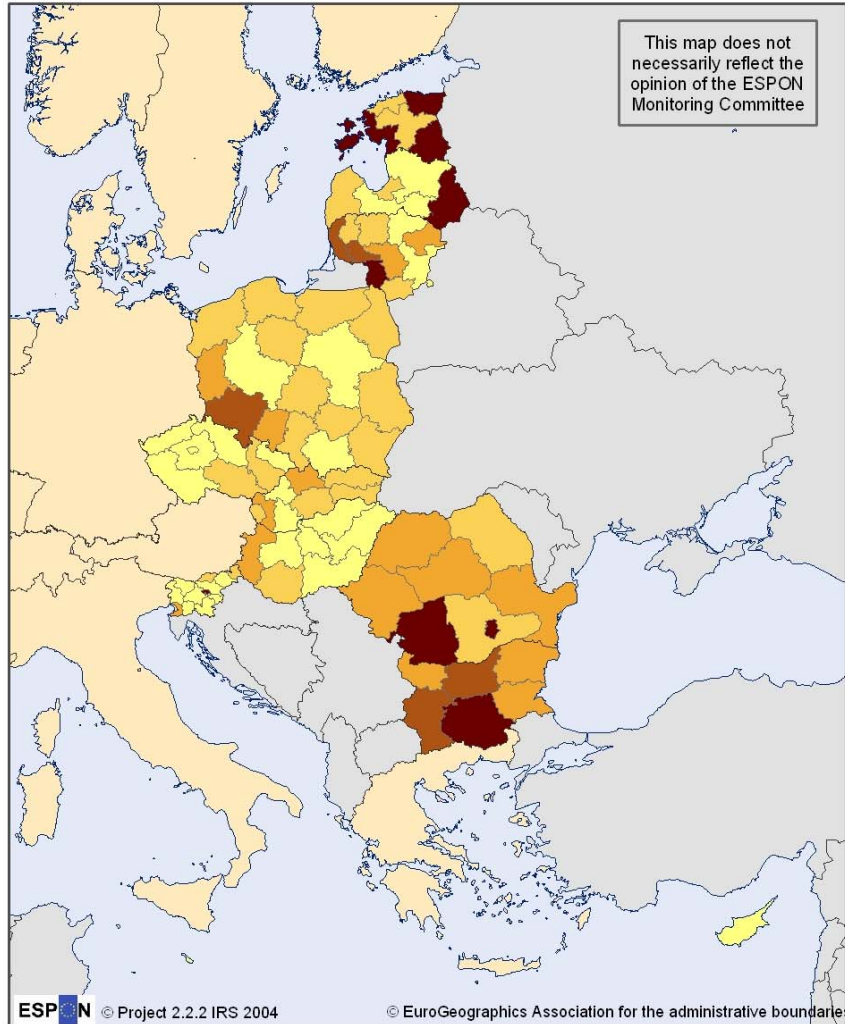 This map does not
necessarily reflect the
opinion of the ESPON
Monitoring Committee
ESPON © Project 2.2.2 IRS 2004 © EuroGeographics Association for the administrative boundaries